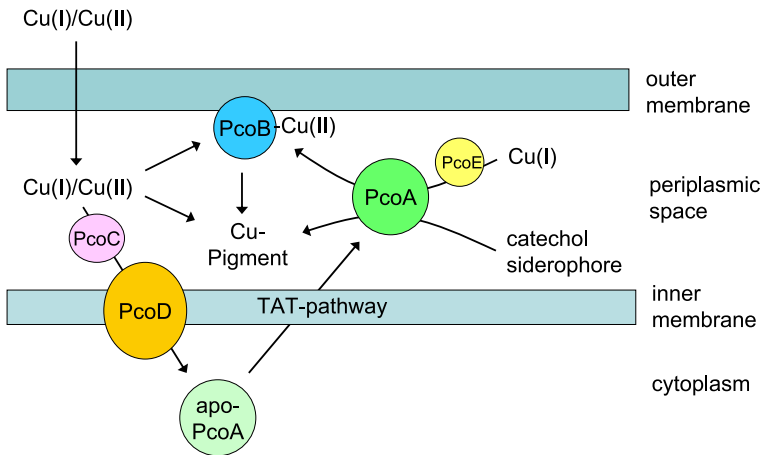 Cu(I)/Cu(II)
outer
membrane
PcoB-Cu(II)
PcoE
Cu(I)
Cu(I)/Cu(II)
PcoA
periplasmic
space
PcoC
Cu-
Pigment
catechol
siderophore
PcoD
TAT-pathway
inner
membrane
cytoplasm
apo-
PcoA